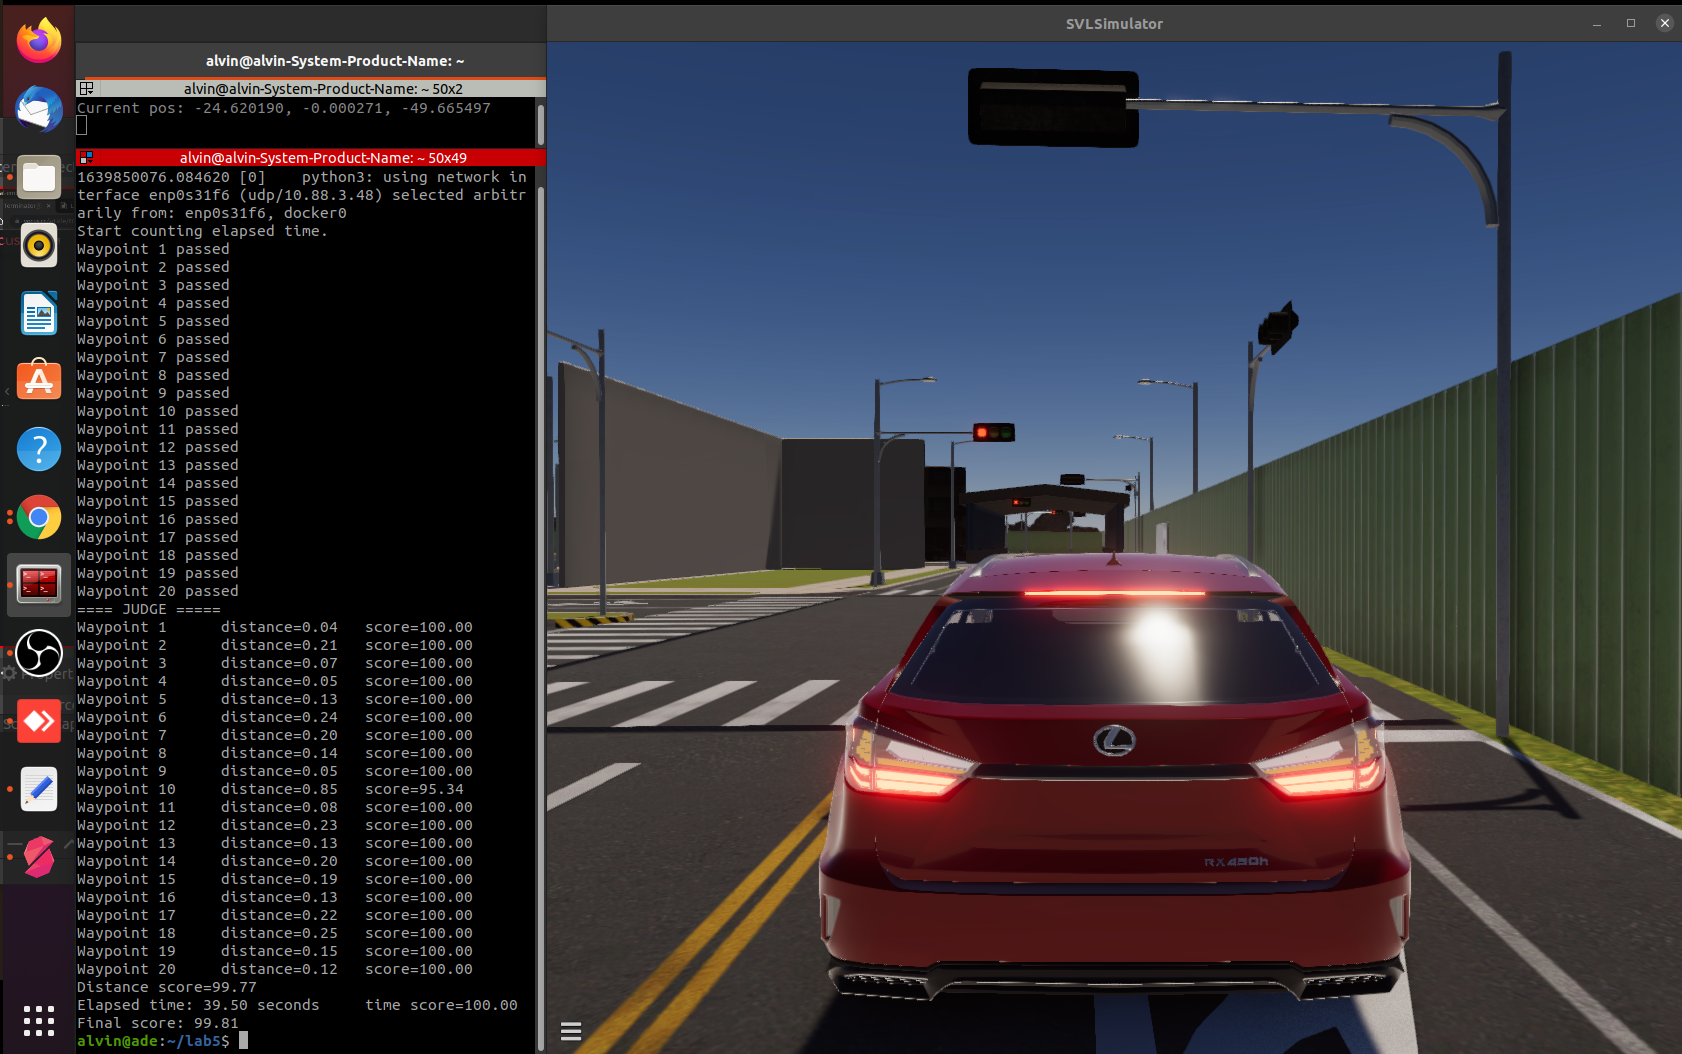 SVLSimulator
alvin@alvin-System-Product-Name: ~
alvin@alvin-System-Product-Name: ~ 50x2
Current pos: -24.620190, -0.000271, -49.665497
alvin@alvin-System-Product-Name: ~ 50x49
1639850076.084620 [0]    python3: using network in
terface enp0s31f6 (udp/10.88.3.48) selected arbitr
arily from: enp0s31f6, docker0
Start counting elapsed time.
Waypoint 1 passed
Waypoint 2 passed
Waypoint 3 passed
Waypoint 4 passed
Waypoint 5 passed
Waypoint 6 passed
Waypoint 7 passed
Waypoint 8 passed
Waypoint 9 passed
Waypoint 10 passed
Waypoint 11 passed
Waypoint 12 passed
Waypoint 13 passed
Waypoint 14 passed
Waypoint 15 passed
Waypoint 16 passed
Waypoint 17 passed
Waypoint 18 passed
Waypoint 19 passed
Waypoint 20 passed
==== JUDGE =====
Waypoint 1      distance=0.04   score=100.00
Waypoint 2      distance=0.21   score=100.00
Waypoint 3      distance=0.07   score=100.00
Waypoint 4      distance=0.05   score=100.00
Waypoint 5      distance=0.13   score=100.00
Waypoint 6      distance=0.24   score=100.00
Waypoint 7      distance=0.20   score=100.00
Waypoint 8      distance=0.14   score=100.00
Waypoint 9      distance=0.05   score=100.00
Waypoint 10     distance=0.85   score=95.34
Waypoint 11     distance=0.08   score=100.00
Waypoint 12     distance=0.23   score=100.00
Waypoint 13     distance=0.13   score=100.00
Waypoint 14     distance=0.20   score=100.00
Waypoint 15     distance=0.19   score=100.00
Waypoint 16     distance=0.13   score=100.00
Waypoint 17     distance=0.22   score=100.00
Waypoint 18     distance=0.25   score=100.00
Waypoint 19     distance=0.15   score=100.00
Waypoint 20     distance=0.12   score=100.00
Distance score=99.77
Elapsed time: 39.50 seconds     time score=100.00
Final score: 99.81
alvin@ade:~/lab5$
RX450h